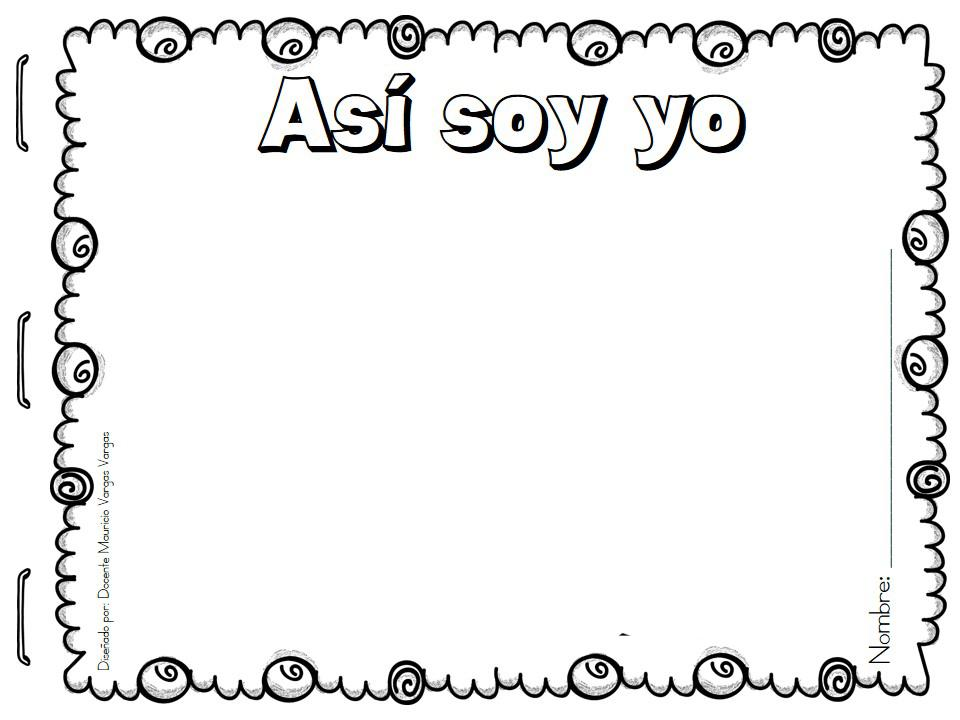 Así soy yo
Diseñado por: Docente Mauricio Vargas Vargas
Nombre: